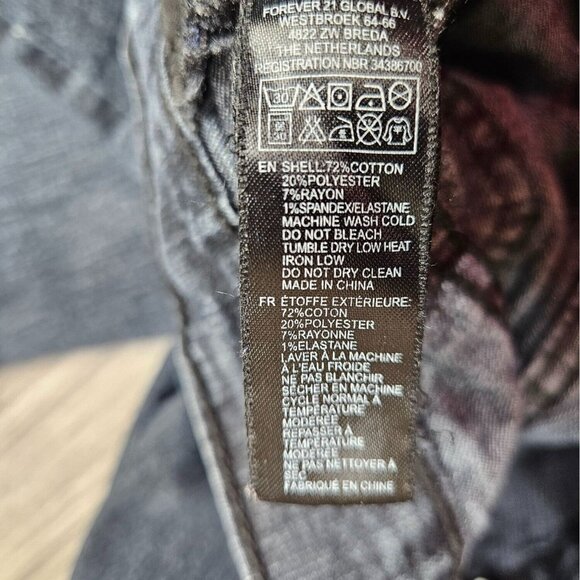 FOREVER 21 GLOBAL B.V.
WESTBROEK 64-66
4822 ZW BREDA
THE NETHERLANDS
REGISTRATION NBR 34386700
30
EN SHELL:72%COTTON
20%POLYESTER
7%RAYON
1%SPANDEX/ELASTANE
MACHINE WASH COLD
DO NOT BLEACH
TUMBLE DRY LOW HEAT
IRON LOW
DO NOT DRY CLEAN
MADE IN CHINA
FR ÉTOFFE EXTÉRIEURE:
72%COTON
20%POLYESTER
7%RAYONNE
1%ELASTANE
LAVER À LA MACHINE
À L'EAU FROIDE
NE PAS BLANCHIR
SÉCHER EN MACHINE
CYCLE NORMAL À
TEMPÉRATURE
MODÉRÉE
REPASSER À
TEMPÉRATURE
MODÉRÉE
NE PAS NETTOYER À
SEC
FABRIQUÉ EN CHINE